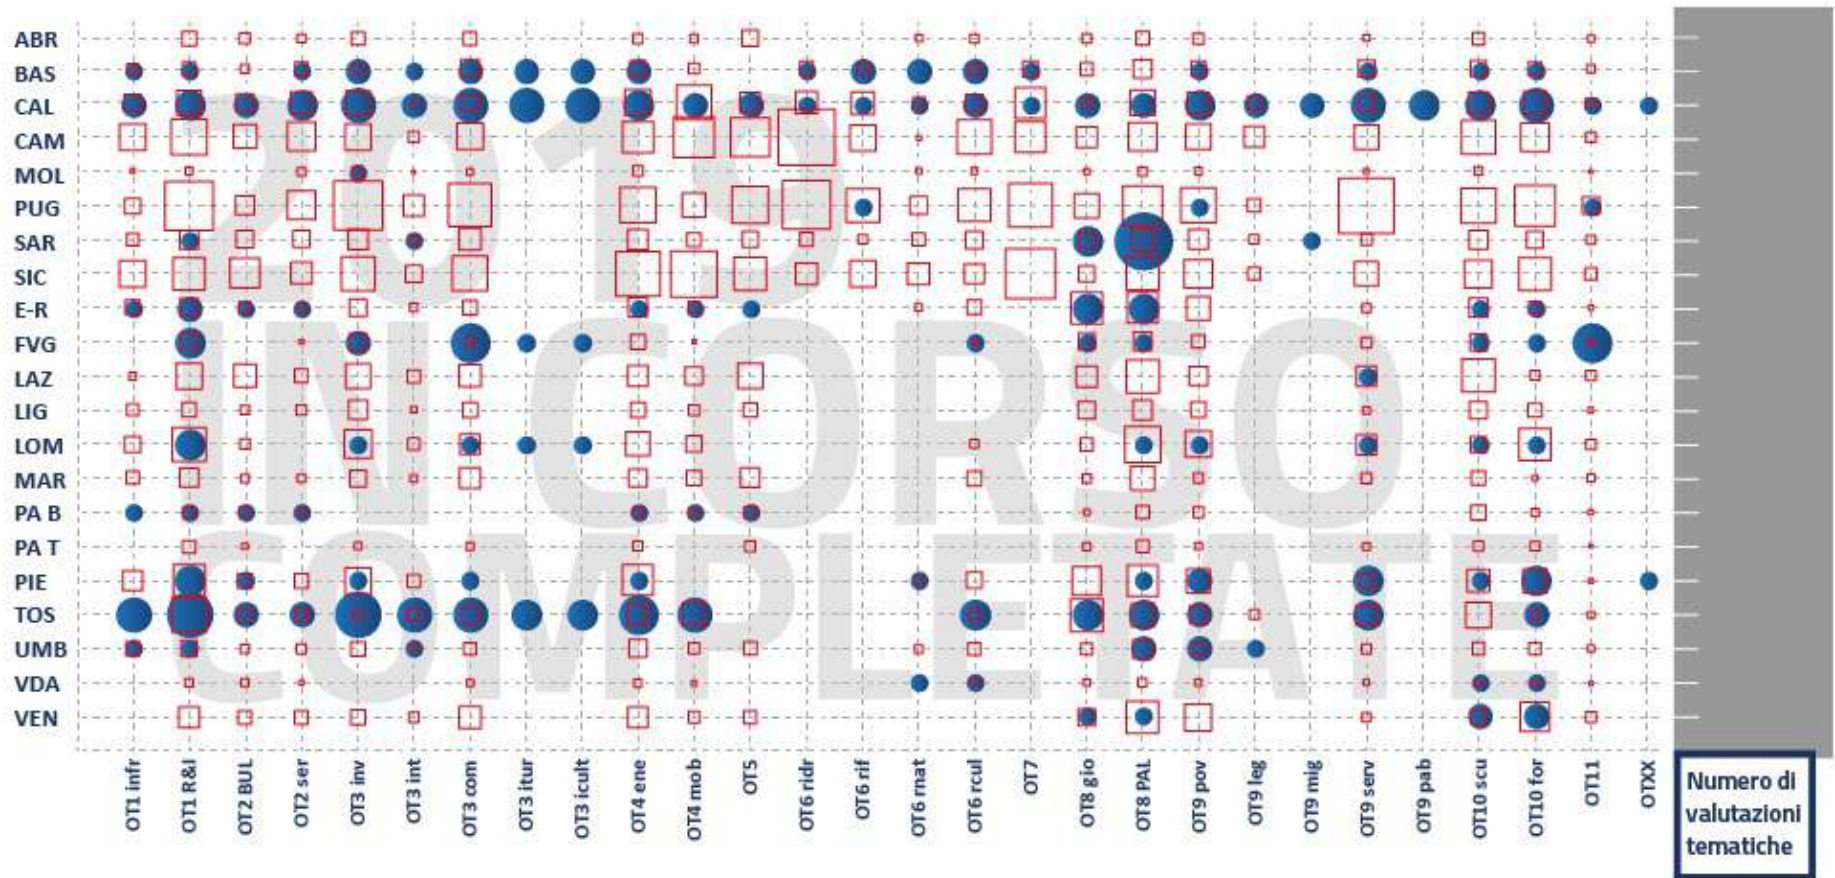 2019
IN CORSO
COMPLETATE
ABR
BAS
CAL
CAM
MOL
PUG
SAR
SIC
E-R
FVG
LAZ
LIG
LOM
MAR
PA B
PA T
PIE
TOS
UMB
VDA
VEN
OT1 infr
OT1 R&I
OT2 BUL
OT2 ser
OT3 inv
OT3 int
OT3 com
OT3 itur
OT3 icult
OT4 ene
OT4 mob
OT5
OT6 ridr
OT6 rif
OT6 rnat
OT6 rcul
OT7
OT8 gio
OT8 PAL
OT9 pov
OT9 leg
OT9 mig
OT9 serv
OT9 pab
OT10 scu
OT10 for
OT11
OTXX
Numero di
valutazioni
tematiche